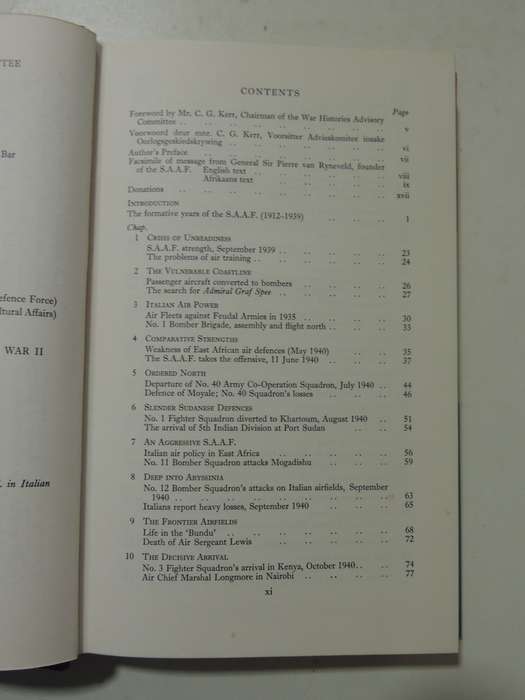 TTEE
Bar
efence Force)
ltural Affairs)
WAR II
. in Italian
CONTENTS
Page
Foreword by Mr. C. G. Kerr, Chairman of the War Histories Advisory
Committee .. .. .. .. .. .. .. v
Voorwoord deur mnr. C. G. Kerr, Voorsitter Advieskomitee insake
Oorlogsgeskiedskrywing .. .. .. .. .. vi
Author's Preface .. .. .. .. .. .. vii
Facsimile of message from General Sir Pierre van Ryneveld, founder
of the S.A.A.F. English text .. .. .. .. viii
Afrikaans text .. .. .. .. ix
Donations .. .. .. .. .. .. .. xvii
INTRODUCTION
The formative years of the S.A.A.F. (1912–1939) .. .. .. 1
Chap.
1 CRISIS OF UNREADINESS
S.A.A.F. strength, September 1939 .. .. .. .. 23
The problems of air training .. .. .. .. .. 24
2 THE VULNERABLE COASTLINE
Passenger aircraft converted to bombers .. .. .. 26
The search for Admiral Graf Spee .. .. .. .. 27
3 ITALIAN AIR POWER
Air Fleets against Feudal Armies in 1935 .. .. .. 30
No. 1 Bomber Brigade, assembly and flight north .. .. .. 33
4 COMPARATIVE STRENGTHS
Weakness of East African air defences (May 1940) .. .. 35
The S.A.A.F. takes the offensive, 11 June 1940 .. .. 37
5 ORDERED NORTH
Departure of No. 40 Army Co-Operation Squadron, July 1940 .. 44
Defence of Moyale; No. 40 Squadron's losses .. .. 46
6 SLENDER SUDANESE DEFENCES
No. 1 Fighter Squadron diverted to Khartoum, August 1940 .. 51
The arrival of 5th Indian Division at Port Sudan .. .. 54
7 AN AGGRESSIVE S.A.A.F.
Italian air policy in East Africa .. .. .. .. 56
No. 11 Bomber Squadron attacks Mogadishu .. .. .. 59
8 DEEP INTO ABYSSINIA
No. 12 Bomber Squadron's attacks on Italian airfields, September
1940 .. .. .. .. .. .. .. .. 63
Italians report heavy losses, September 1940 .. .. .. 65
9 THE FRONTIER AIRFIELDS
Life in the 'Bundu' .. .. .. .. .. .. 68
Death of Air Sergeant Lewis .. .. .. .. 72
10 THE DECISIVE ARRIVAL
No. 3 Fighter Squadron's arrival in Kenya, October 1940 .. .. 74
Air Chief Marshal Longmore in Nairobi .. .. .. .. 77
xi